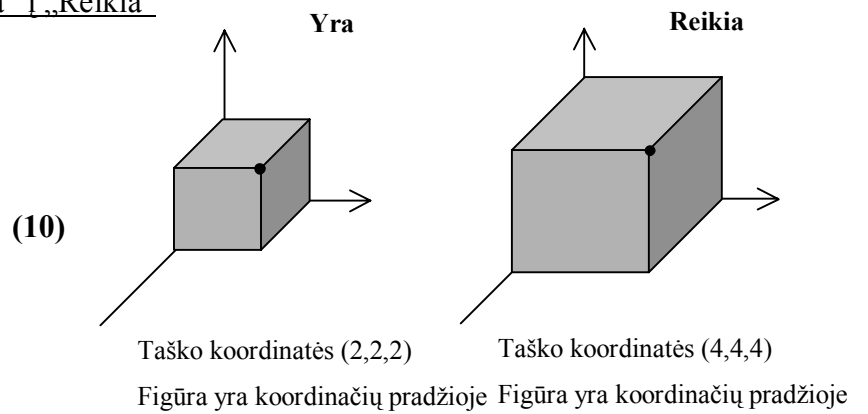 Į „Reikia"
Yra
Reikia
(10)
Taško koordinatės (2,2,2)
Taško koordinatės (4,4,4)
Figūra yra koordinačių pradžioje
Figūra yra koordinačių pradžioje